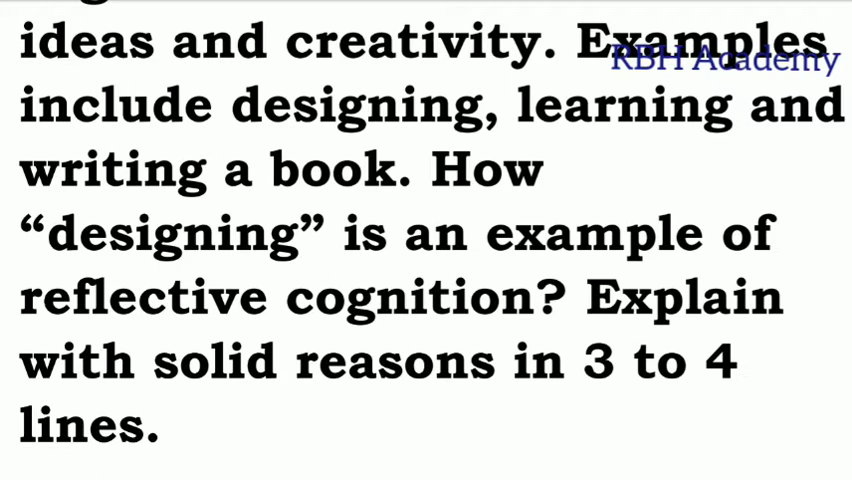 ideas and creativity. Examples
RBH Academy
include designing, learning and
writing a book. How
“designing” is an example of
reflective cognition? Explain
with solid reasons in 3 to 4
lines.